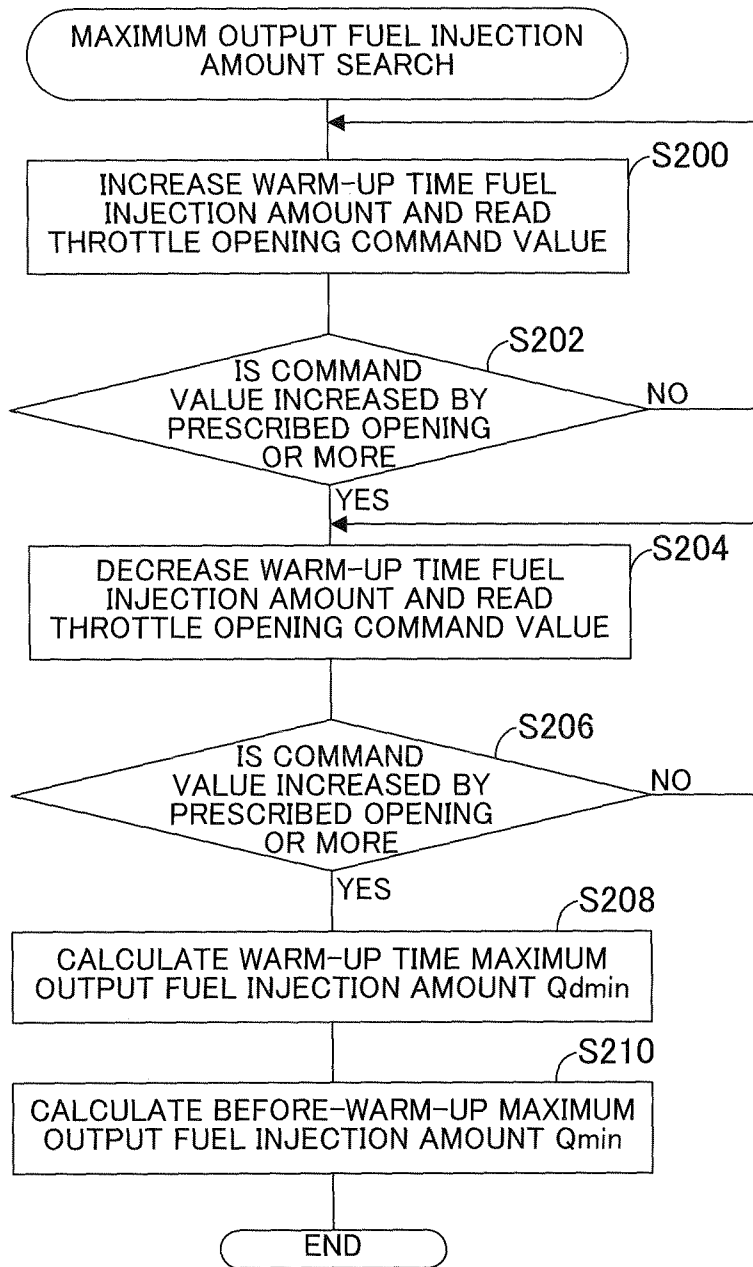 MAXIMUM OUTPUT FUEL INJECTION
AMOUNT SEARCH
S200
INCREASE WARM-UP TIME FUEL
INJECTION AMOUNT AND READ
THROTTLE OPENING COMMAND VALUE
S202
IS COMMAND
VALUE INCREASED BY
PRESCRIBED OPENING
OR MORE
NO
YES
S204
DECREASE WARM-UP TIME FUEL
INJECTION AMOUNT AND READ
THROTTLE OPENING COMMAND VALUE
S206
IS COMMAND
VALUE INCREASED BY
PRESCRIBED OPENING
OR MORE
NO
YES
S208
CALCULATE WARM-UP TIME MAXIMUM
OUTPUT FUEL INJECTION AMOUNT Qdmin
S210
CALCULATE BEFORE-WARM-UP MAXIMUM
OUTPUT FUEL INJECTION AMOUNT Qmin
END